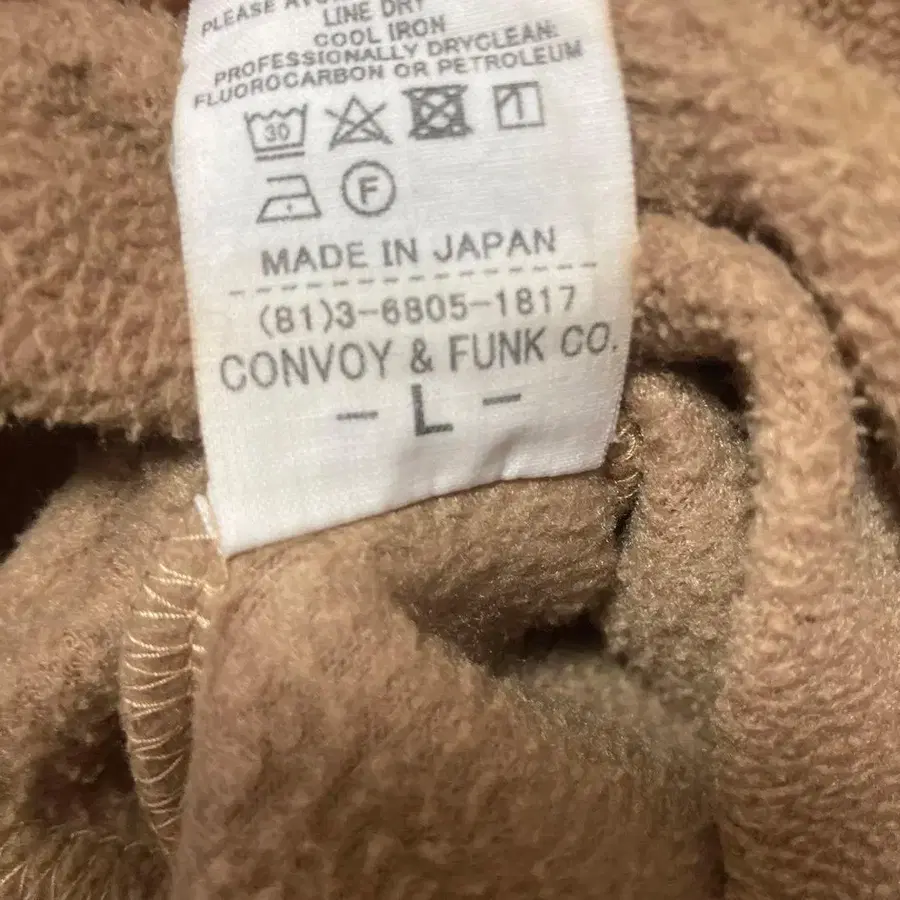 PLEASE
LINE DRY
COOL IRON
PROFESSIONALLY DRYCLEAN:
FLUOROCARBON OR PETROLEUM
30
F
MADE IN JAPAN
(81)3-6805-1817
CONVOY & FUNK CO.
- L -